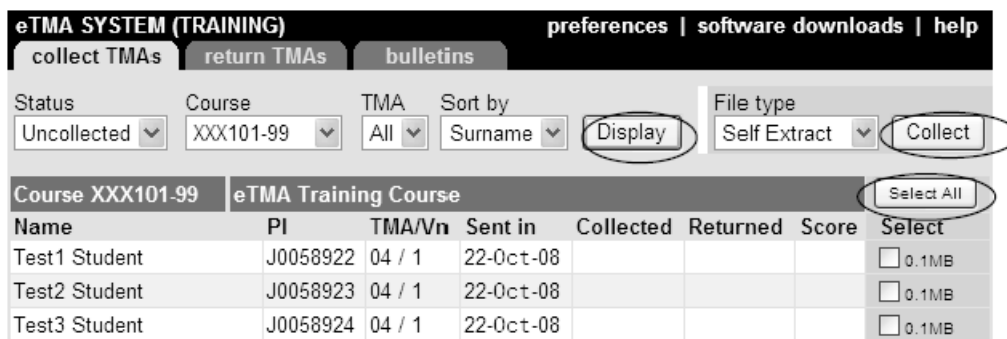 eTMA SYSTEM (TRAINING) preferences | software downloads | help
collect TMAs return TMAs bulletins
Status Course TMA Sort by File type
Uncollected XXX101-99 All Surname Display Self Extract Collect
Course XXX101-99 eTMA Training Course Select All
Name PI TMA/Vn Sent in Collected Returned Score Select
Test1 Student J0058922 04 / 1 22-Oct-08 0.1MB
Test2 Student J0058923 04 / 1 22-Oct-08 0.1MB
Test3 Student J0058924 04 / 1 22-Oct-08 0.1MB